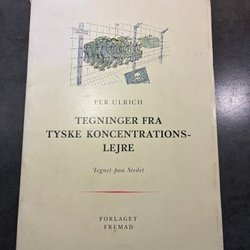 PER ULRICH
TEGNINGER FRA
TYSKE KONCENTRATIONS-
LEJRE
Tegnet paa Stedet
FORLAGET
FREMAD